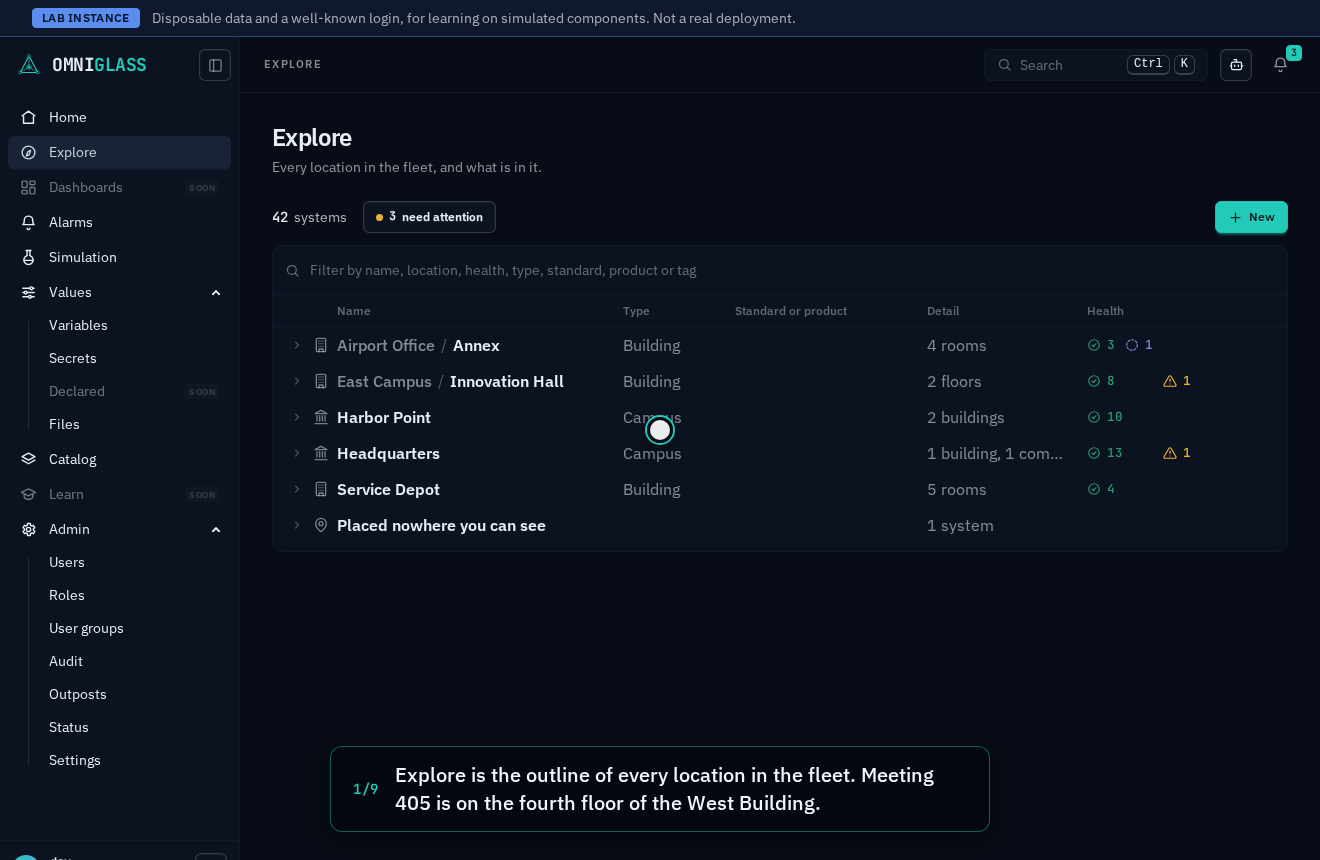 LAB INSTANCE Disposable data and a well-known login, for learning on simulated components. Not a real deployment.
OMNIGLASS
EXPLORE
Search Ctrl K
3
Home
Explore
Dashboards SOON
Alarms
Simulation
Values
Variables
Secrets
Declared SOON
Files
Catalog
Learn SOON
Admin
Users
Roles
User groups
Audit
Outposts
Status
Settings
Explore
Every location in the fleet, and what is in it.
42 systems 3 need attention New
Filter by name, location, health, type, standard, product or tag
Name Type Standard or product Detail Health
Airport Office / Annex Building 4 rooms 3 1
East Campus / Innovation Hall Building 2 floors 8 1
Harbor Point Campus 2 buildings 10
Headquarters Campus 1 building, 1 com... 13 1
Service Depot Building 5 rooms 4
Placed nowhere you can see 1 system
1/9 Explore is the outline of every location in the fleet. Meeting
405 is on the fourth floor of the West Building.